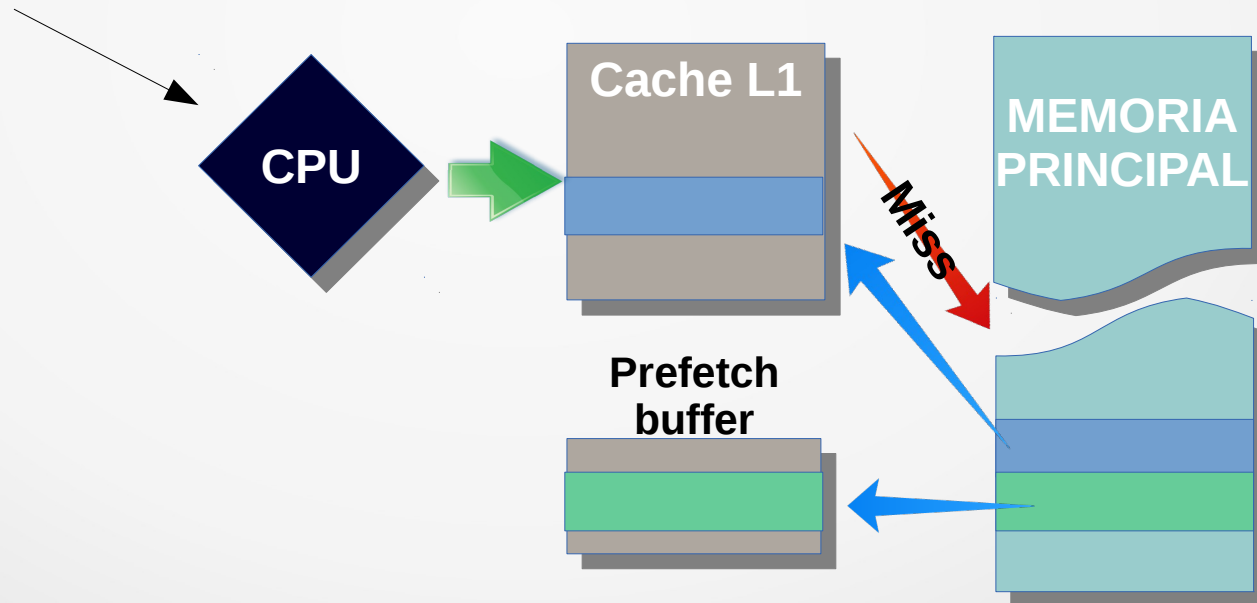 Cache L1
CPU
MEMORIA
PRINCIPAL
Miss
Prefetch
buffer